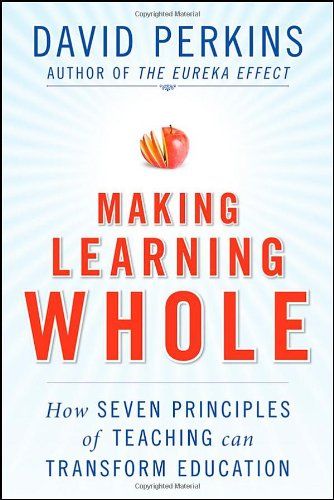 DAVID PERKINS
AUTHOR OF THE EUREKA EFFECT
MAKING
LEARNING
WHOLE
How SEVEN PRINCIPLES
of TEACHING can
TRANSFORM EDUCATION